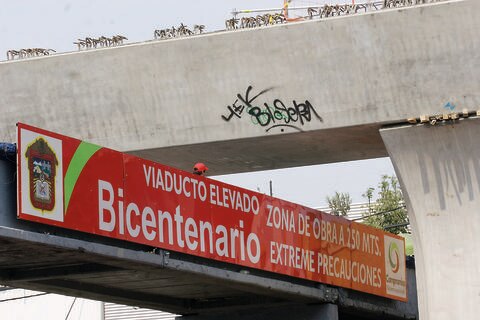 VIADUCTO ELEVADO
Bicentenario
ZONA DE OBRA A 250 MTS.
EXTREME PRECAUCIONES